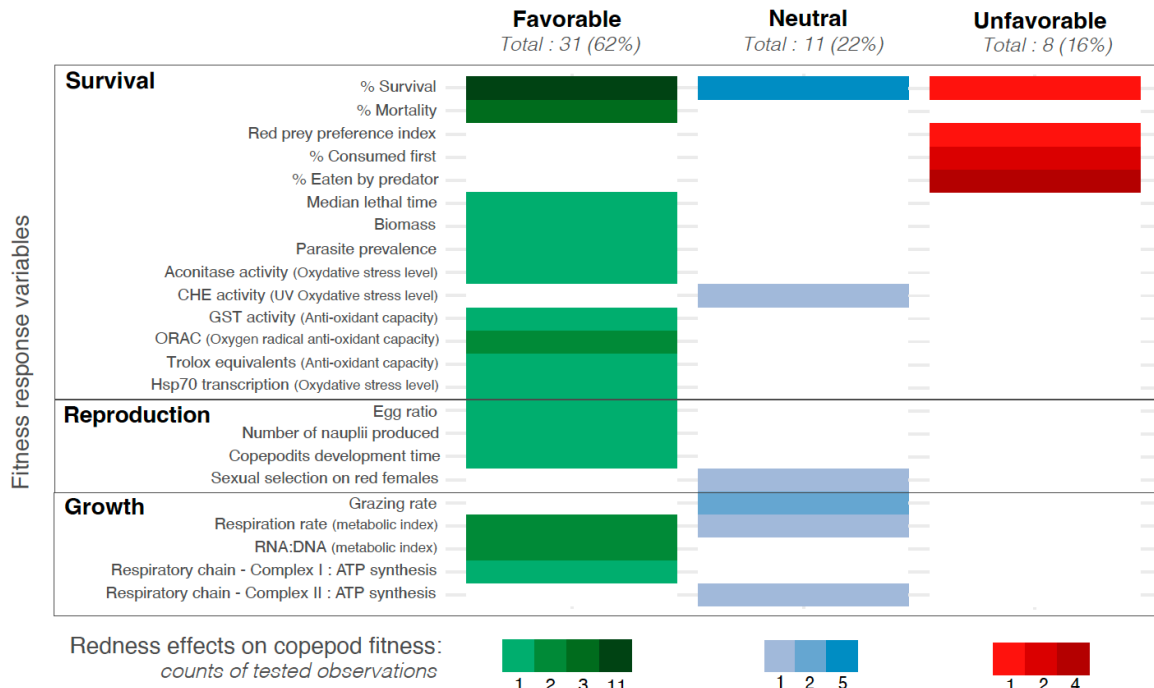 Favorable Neutral Unfavorable
Total : 31 (62%) Total : 11 (22%) Total : 8 (16%)
Fitness response variables
Survival
% Survival
% Mortality
Red prey preference index
% Consumed first
% Eaten by predator
Median lethal time
Biomass
Parasite prevalence
Aconitase activity (Oxydative stress level)
CHE activity (UV Oxydative stress level)
GST activity (Anti-oxidant capacity)
ORAC (Oxygen radical anti-oxidant capacity)
Trolox equivalents (Anti-oxidant capacity)
Hsp70 transcription (Oxydative stress level)
Reproduction
Egg ratio
Number of nauplii produced
Copepodits development time
Sexual selection on red females
Growth
Grazing rate
Respiration rate (metabolic index)
RNA:DNA (metabolic index)
Respiratory chain - Complex I : ATP synthesis
Respiratory chain - Complex II : ATP synthesis
Redness effects on copepod fitness:
counts of tested observations
1 2 3 11 1 2 5 1 2 4